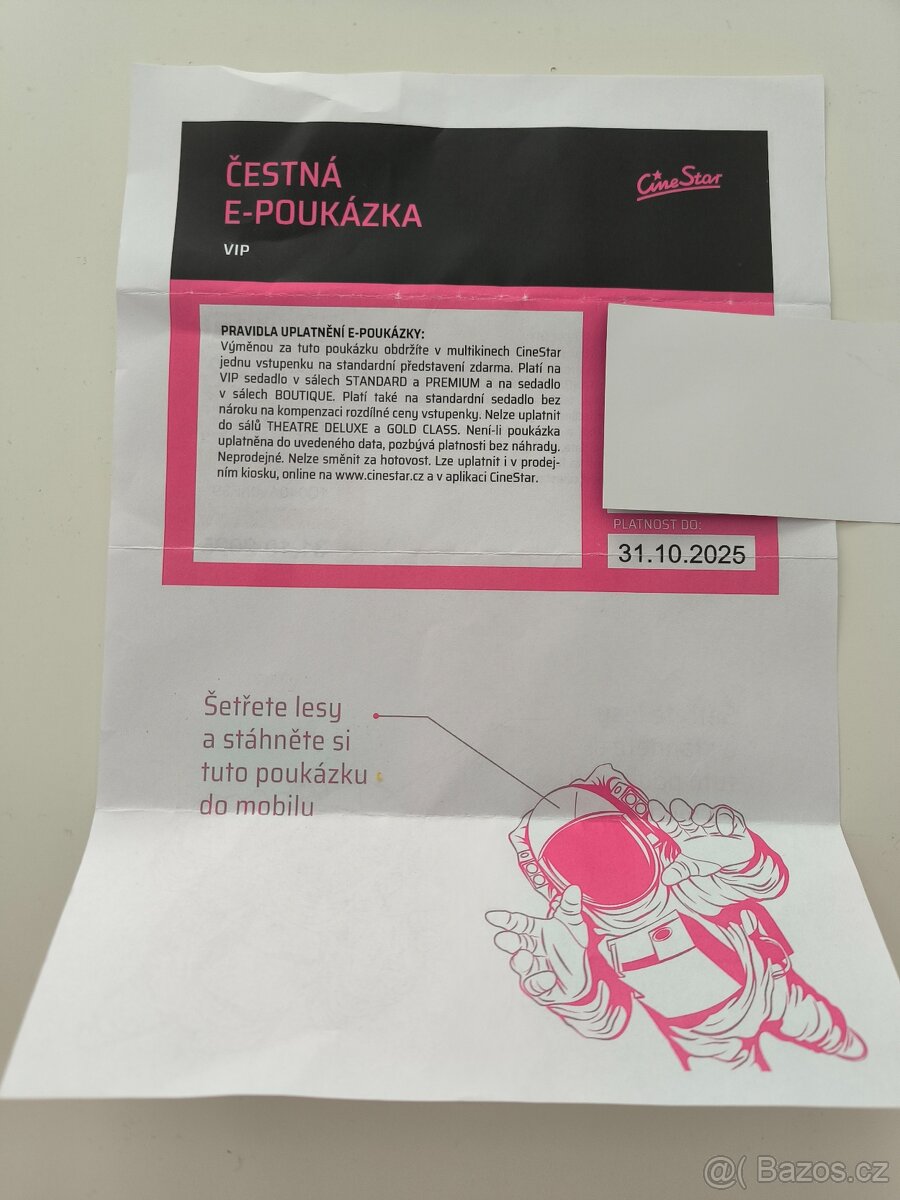 ČESTNÁ
E-POUKÁZKA
VIP
CineStar
PRAVIDLA UPLATNĚNÍ E-POUKÁZKY:
Výměnou za tuto poukázku obdržíte v multikinech CineStar
jednu vstupenku na standardní představení zdarma. Platí na
VIP sedadlo v sálech STANDARD a PREMIUM a na sedadlo
v sálech BOUTIQUE. Platí také na standardní sedadlo bez
nároku na kompenzaci rozdílné ceny vstupenky. Nelze uplatnit
do sálů THEATRE DELUXE a GOLD CLASS. Není-li poukázka
uplatněna do uvedeného data, pozbývá platnosti bez náhrady.
Neprodejné. Nelze směnit za hotovost. Lze uplatnit i v prodej-
ním kiosku, online na www.cinestar.cz a v aplikaci CineStar.
PLATNOST DO:
31.10.2025
Šetřete lesy
a stáhněte si
tuto poukázku
do mobilu
@( Bazos.cz